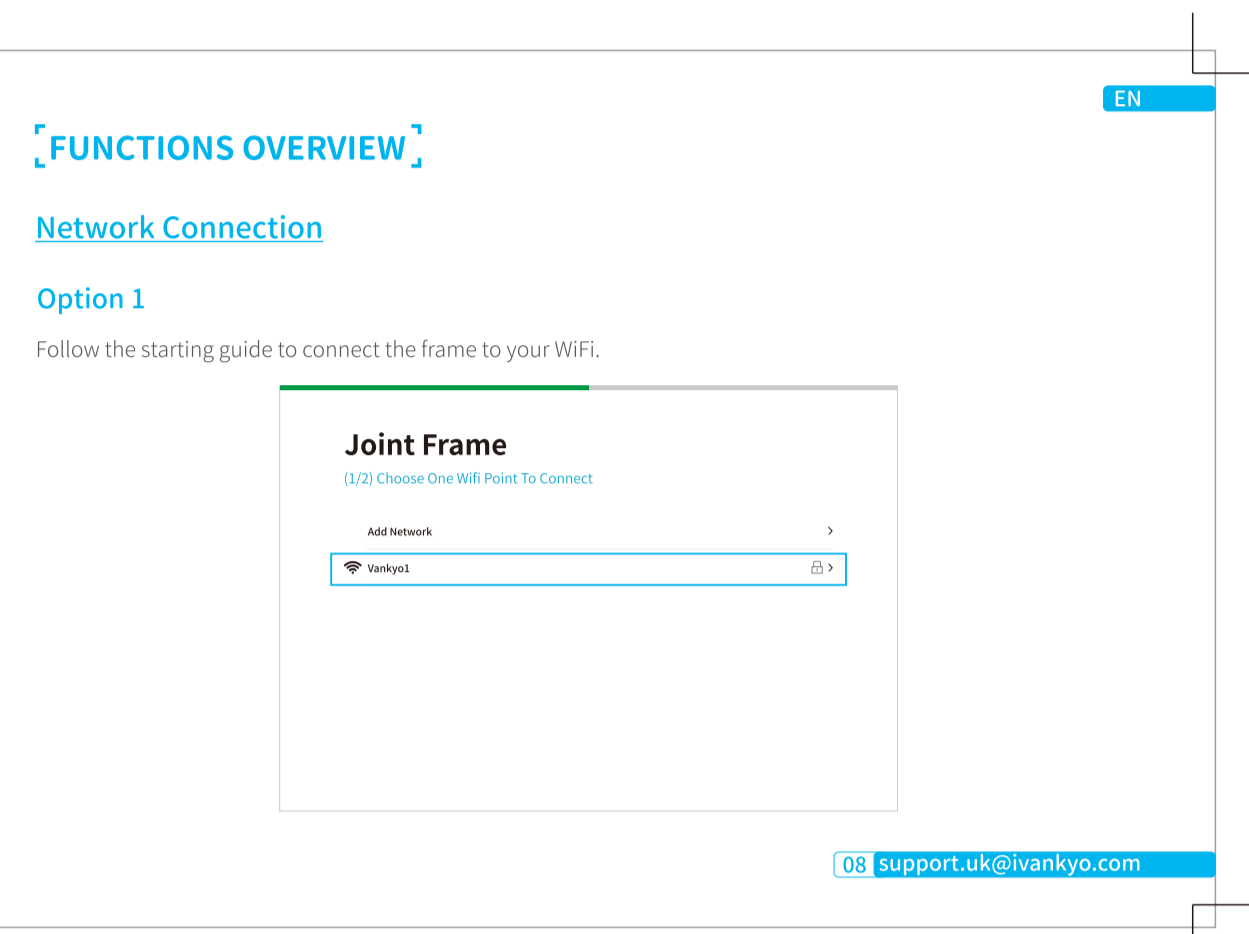 EN
FUNCTIONS OVERVIEW
Network Connection
Option 1
Follow the starting guide to connect the frame to your WiFi.
Joint Frame
(1/2) Choose One Wifi Point To Connect
Add Network
Vankyo1
08 support.uk@ivankyo.com